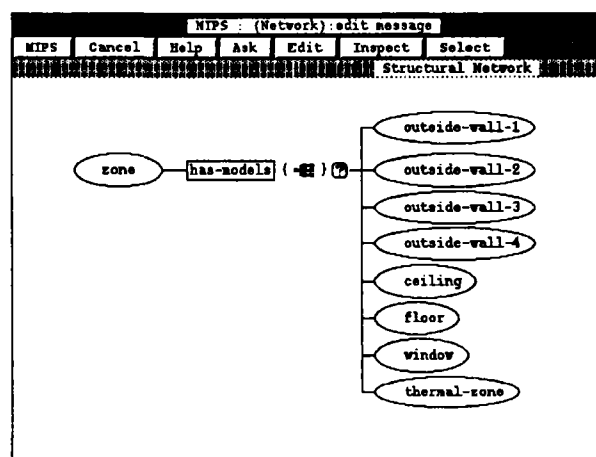 MIPS : (Network):edit message
MIPS Cancel Help Ask Edit Inspect Select
Structural Network
outside-wall-1
zone has-models { } ? outside-wall-2
outside-wall-3
outside-wall-4
ceiling
floor
window
thermal-zone